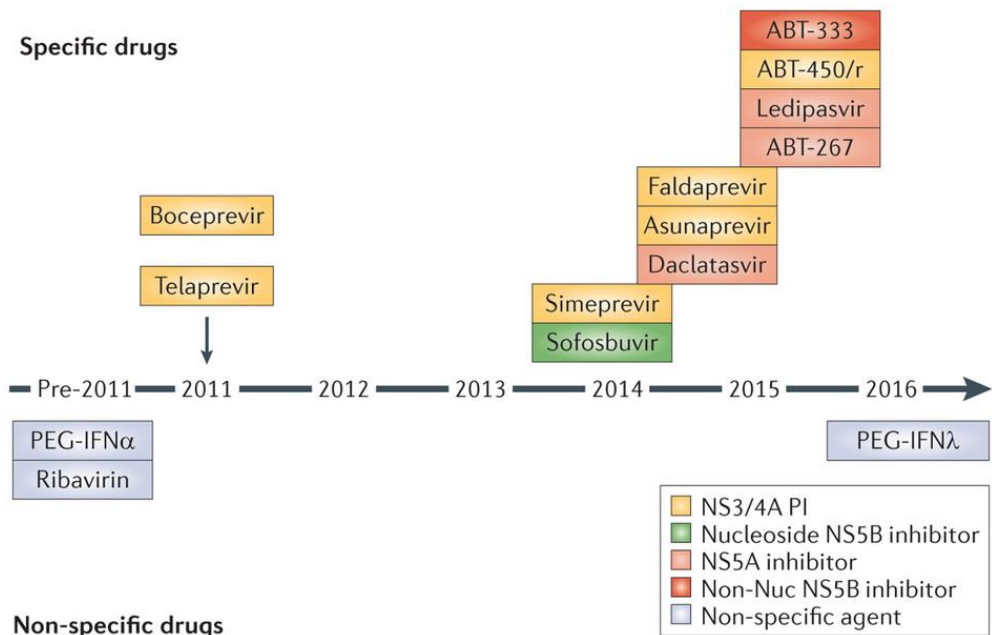 Specific drugs
ABT-333
ABT-450/r
Ledipasvir
ABT-267
Faldaprevir
Asunaprevir
Daclatasvir
Boceprevir
Telaprevir
Simeprevir
Sofosbuvir
Pre-2011 2011 2012 2013 2014 2015 2016
PEG-IFNα
Ribavirin
PEG-IFNλ
NS3/4A PI
Nucleoside NS5B inhibitor
NS5A inhibitor
Non-Nuc NS5B inhibitor
Non-specific agent
Non-specific drugs